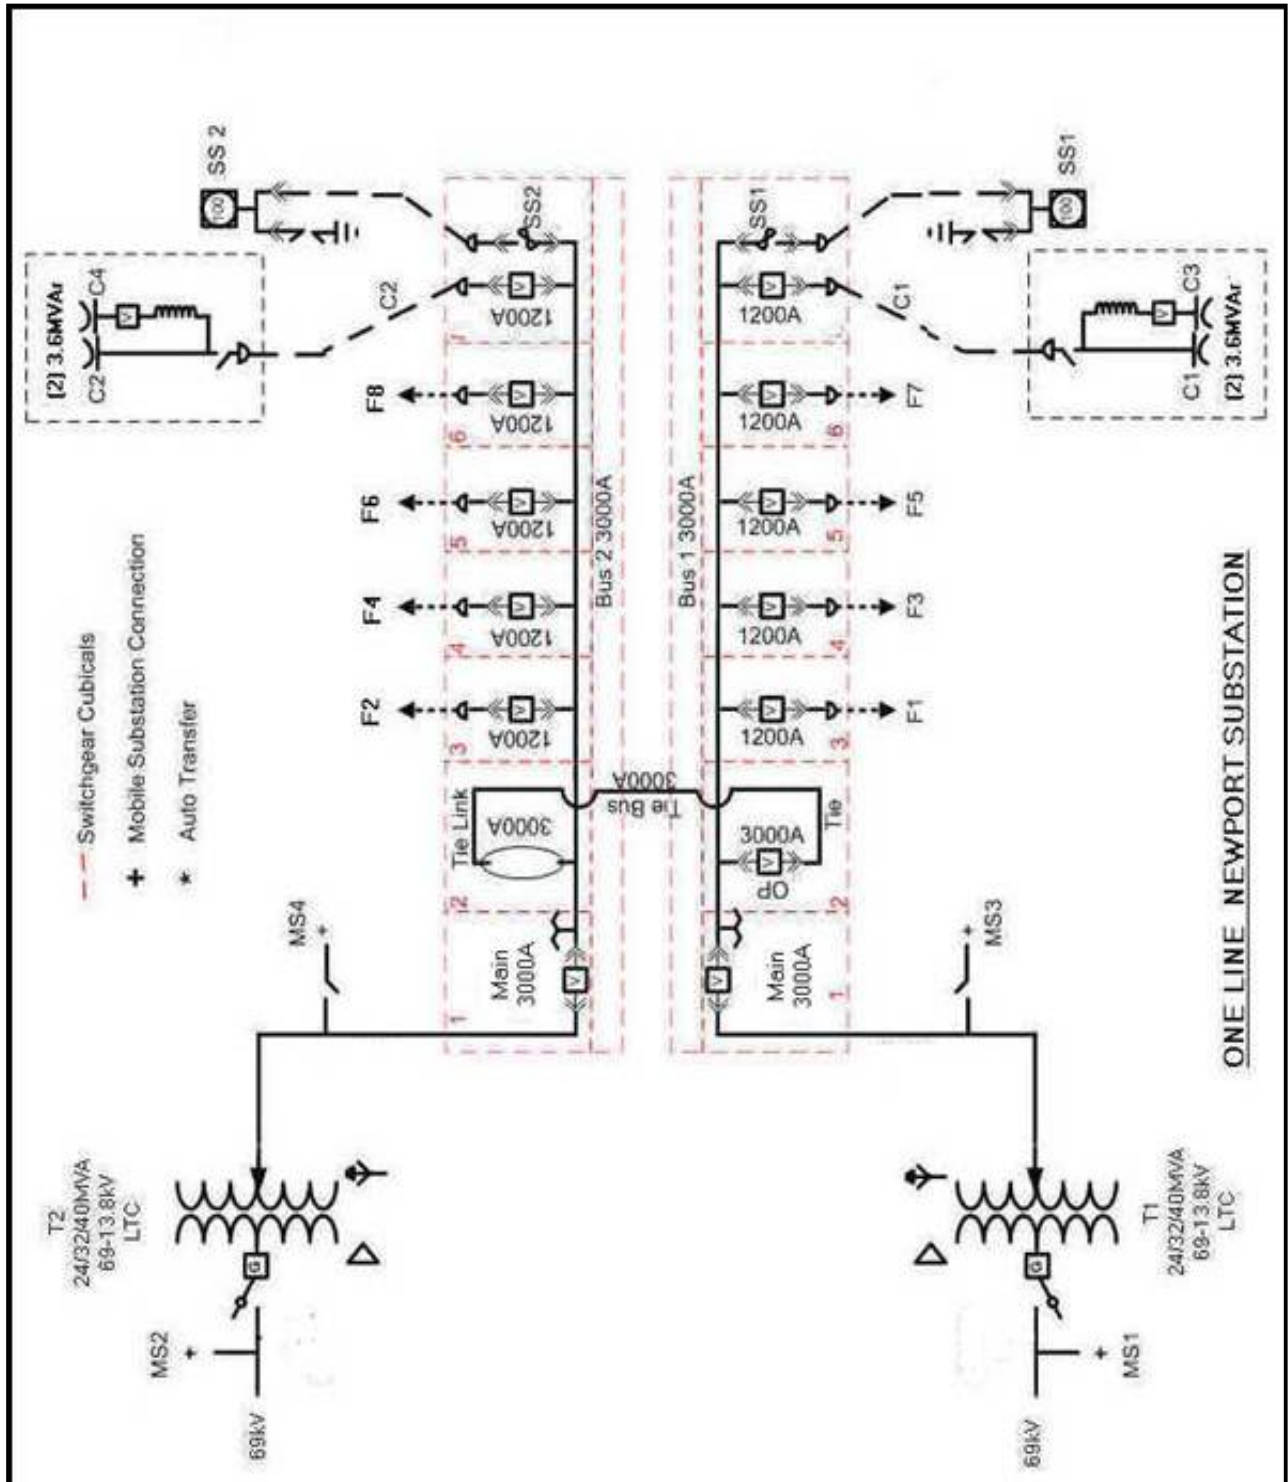 SS 2
100
[2] 3.6MVAr
C2
C4
V
C2
SS2
V
1200A
7
F8
V
1200A
6
F6
V
1200A
5
F4
V
1200A
4
F2
V
1200A
3
Bus 2 3000A
Switchgear Cubicals
+ Mobile Substation Connection
* Auto Transfer
Tie Link
3000A
2
Tie Bus
3000A
Main
3000A
V
1
MS4
+
T2
24/32/40MVA
69-13.8kV
LTC
G
MS2
+
69kV
SS1
100
C1
C3
V
[2] 3.6MVAr
C1
SS1
V
1200A
F7
V
1200A
6
F5
V
1200A
5
F3
V
1200A
4
F1
V
1200A
3
Bus 1 3000A
Tie
3000A
V
OP
2
Main
3000A
V
1
MS3
+
T1
24/32/40MVA
69-13.8kV
LTC
G
MS1
+
69kV
ONE LINE NEWPORT SUBSTATION